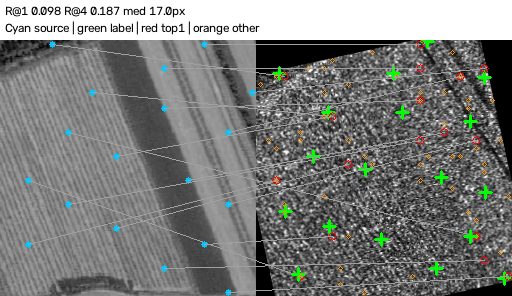 R@1 0.098 R@4 0.187 med 17.0px
Cyan source | green label | red top1 | orange other